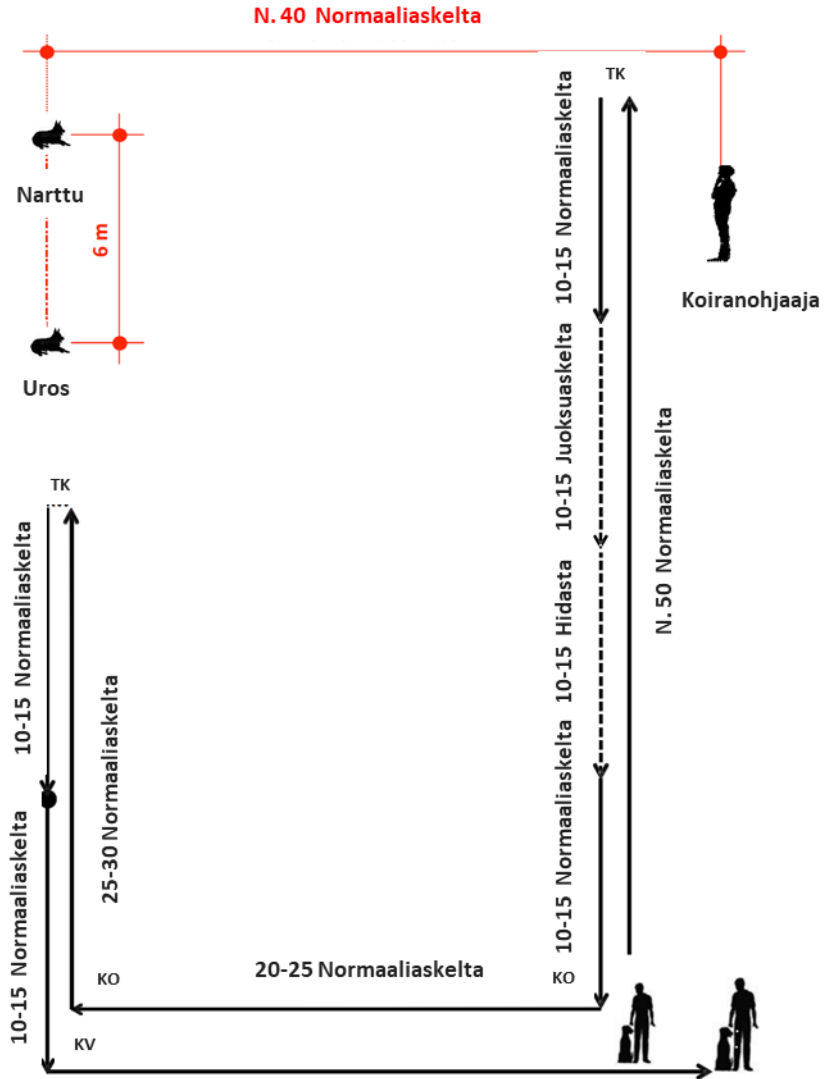 N. 40 Normaaliaskelta
TK
10-15 Normaaliaskelta
Narttu
6 m
Koiranohjaaja
Uros
10-15 Juoksuaskelta
N. 50 Normaaliaskelta
TK
10-15 Normaaliaskelta
10-15 Hidasta
25-30 Normaaliaskelta
10-15 Normaaliaskelta
10-15 Normaaliaskelta
20-25 Normaaliaskelta
KO
KO
KV